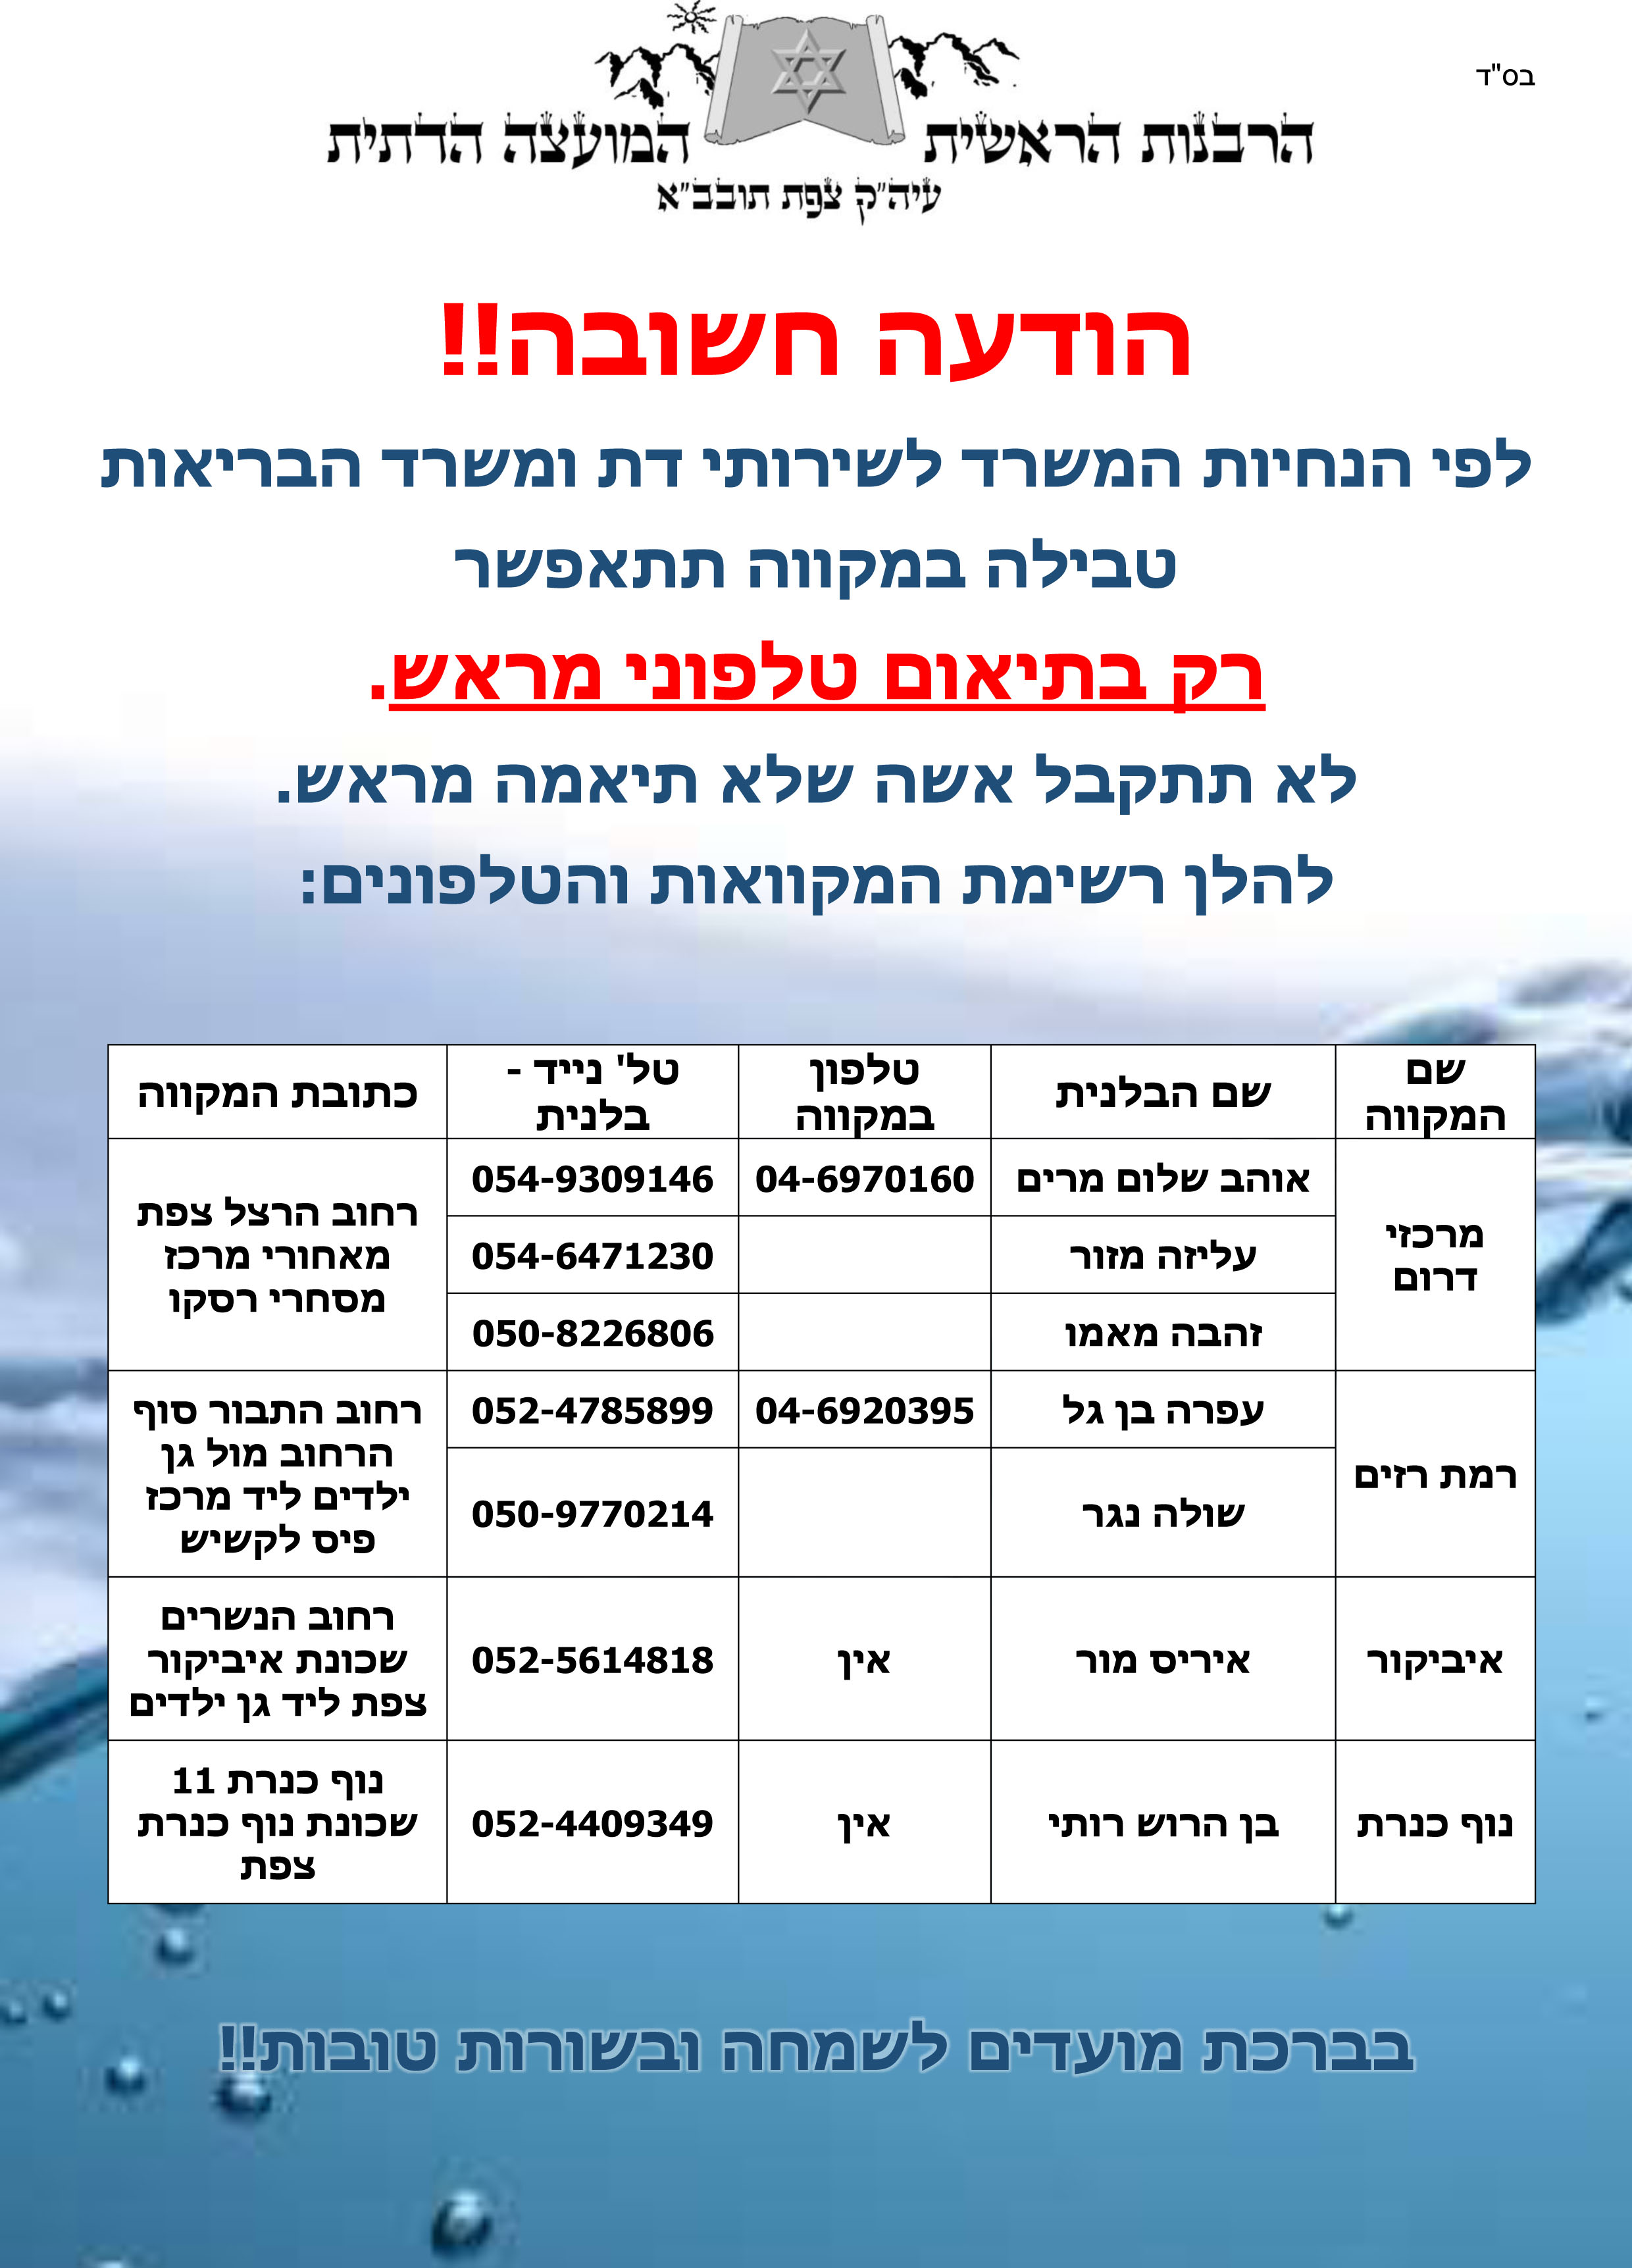 בס"ד
הרבנות הראשית המועצה הדתית
עיה"ק צפת תובב"א
הודעה חשובה!!
לפי הנחיות המשרד לשירותי דת ומשרד הבריאות
טבילה במקווה תתאפשר
רק בתיאום טלפוני מראש.
לא תתקבל אשה שלא תיאמה מראש.
להלן רשימת המקוואות והטלפונים:
שם המקווה | שם הבלנית | טלפון במקווה | טל' נייד - בלנית | כתובת המקווה
מרכזי דרום | אוהב שלום מרים | 04-6970160 | 054-9309146 | רחוב הרצל צפת מאחורי מרכז מסחרי רסקו
עליזה מזור | 054-6471230
זהבה מאמו | 050-8226806
רמת רזים | עפרה בן גל | 04-6920395 | 052-4785899 | רחוב התבור סוף הרחוב מול גן ילדים ליד מרכז פיס לקשיש
שולה נגר | 050-9770214
איביקור | איריס מור | אין | 052-5614818 | רחוב הנשרים שכונת איביקור צפת ליד גן ילדים
נוף כנרת | בן הרוש רותי | אין | 052-4409349 | נוף כנרת 11 שכונת נוף כנרת צפת
בברכת מועדים לשמחה ובשורות טובות!!